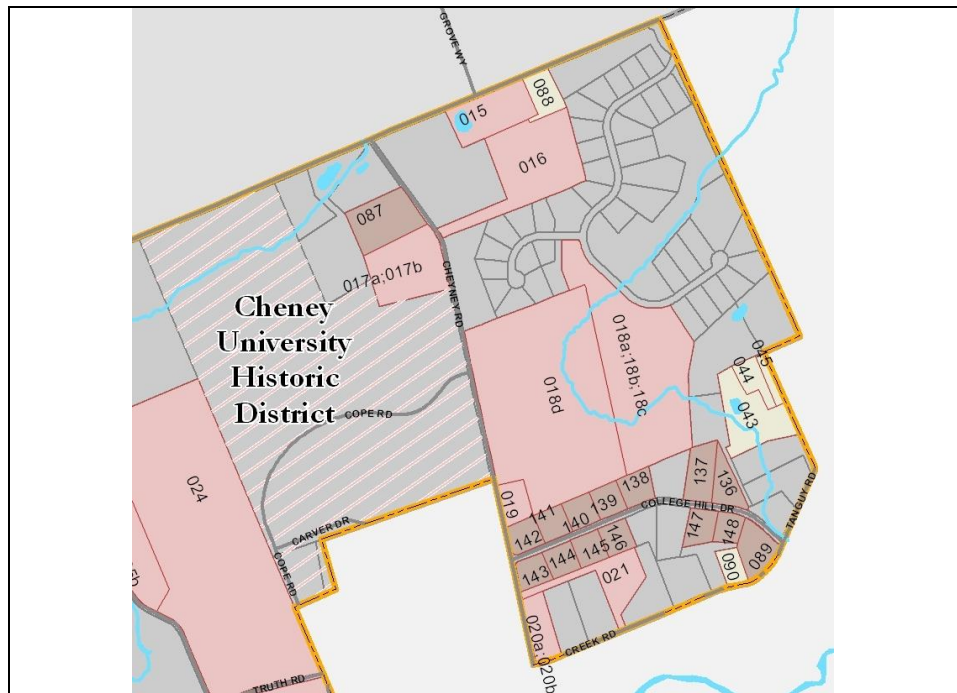 GROVE WY
088
015
016
087
017a;017b
CHEYNEY RD
Cheney
University
Historic
District
COPE RD
018a;18b;18c
018d
045
044
043
024
019
137
136
138
139
140
141
142
COLLEGE HILL DR
TANGUY RD
147
148
089
090
146
145
144
143
021
CARVER DR
COPE RD
020a;020b
CREEK RD
TRUTH RD